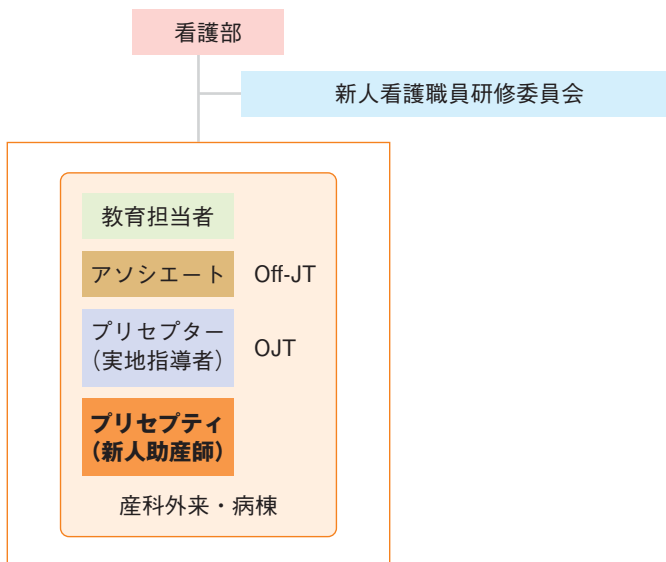 看護部
新人看護職員研修委員会
教育担当者
アソシエート Off-JT
プリセプター
（実地指導者） OJT
プリセプティ
（新人助産師）
産科外来・病棟